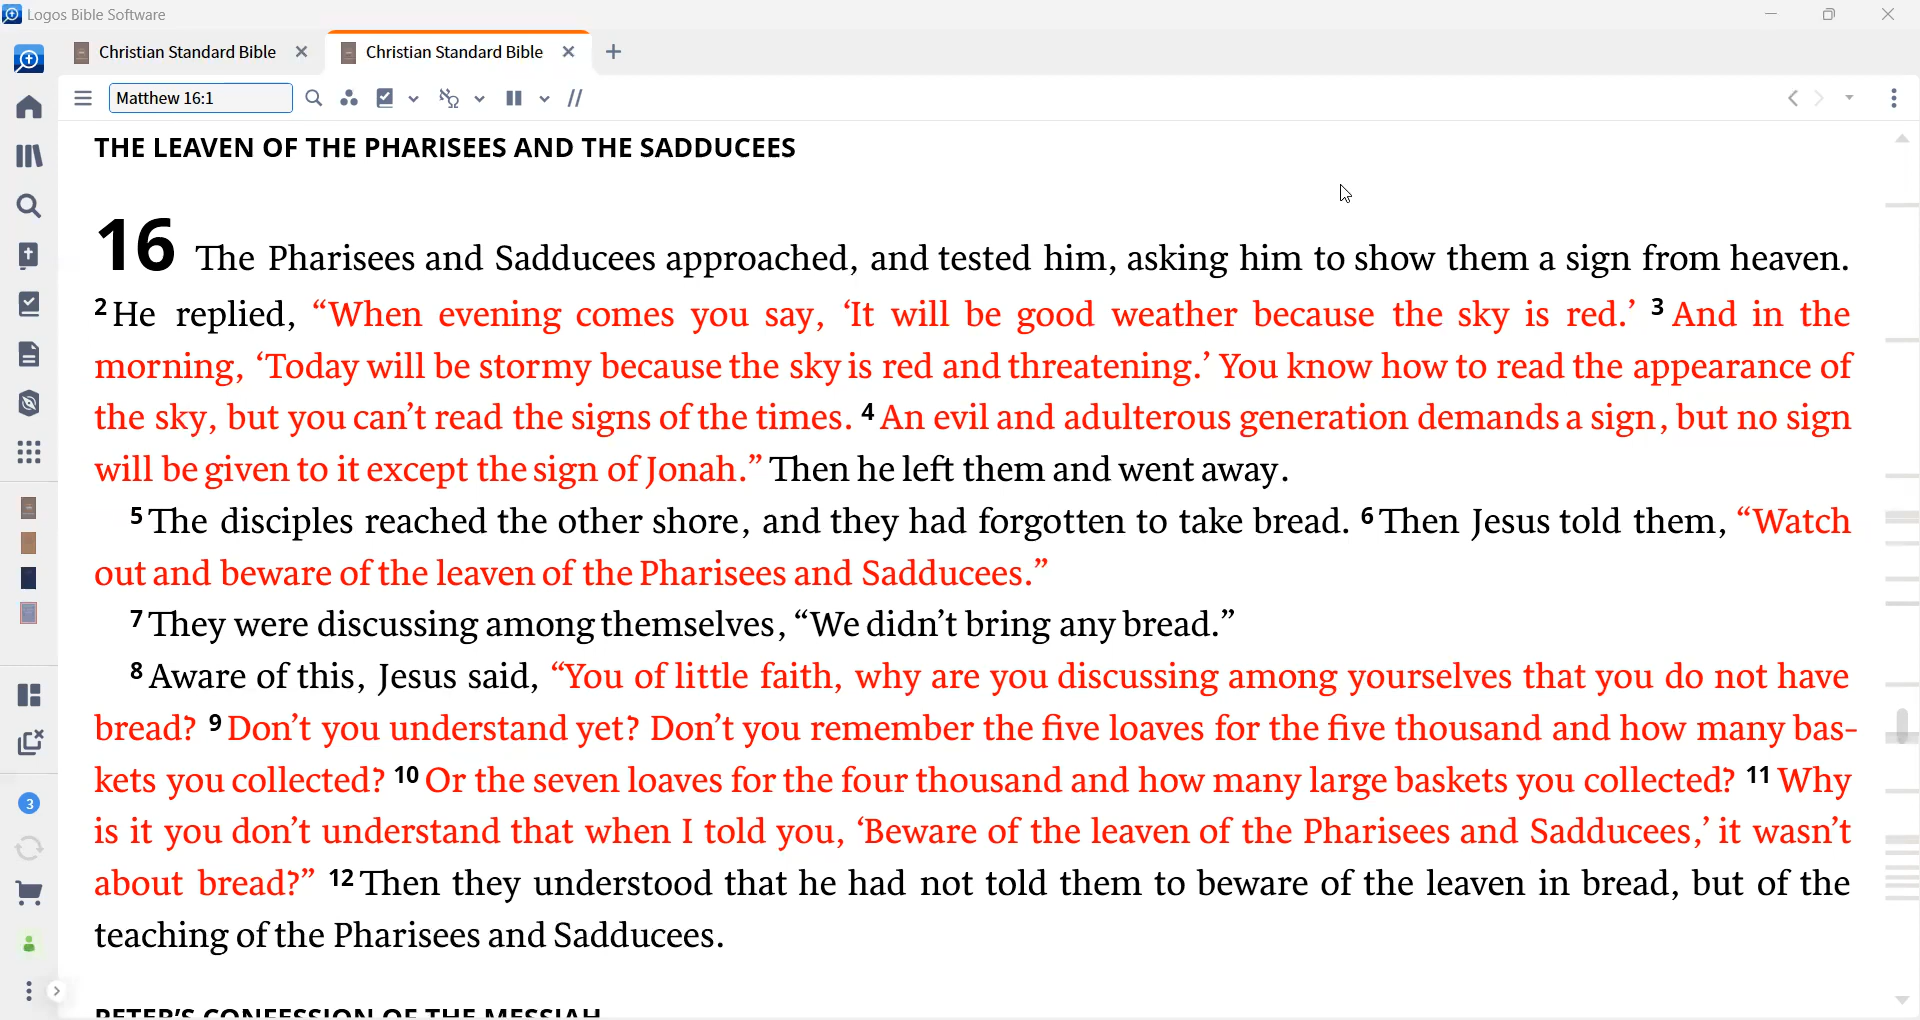 Logos Bible Software
Christian Standard Bible
Christian Standard Bible
Matthew 16:1
THE LEAVEN OF THE PHARISEES AND THE SADDUCEES
16 The Pharisees and Sadducees approached, and tested him, asking him to show them a sign from heaven.
2 He replied, “When evening comes you say, ‘It will be good weather because the sky is red.’ 3 And in the
morning, ‘Today will be stormy because the sky is red and threatening.’ You know how to read the appearance of
the sky, but you can’t read the signs of the times. 4 An evil and adulterous generation demands a sign, but no sign
will be given to it except the sign of Jonah.” Then he left them and went away.
5 The disciples reached the other shore, and they had forgotten to take bread. 6 Then Jesus told them, “Watch
out and beware of the leaven of the Pharisees and Sadducees.”
7 They were discussing among themselves, “We didn’t bring any bread.”
8 Aware of this, Jesus said, “You of little faith, why are you discussing among yourselves that you do not have
bread? 9 Don’t you understand yet? Don’t you remember the five loaves for the five thousand and how many bas-
kets you collected? 10 Or the seven loaves for the four thousand and how many large baskets you collected? 11 Why
is it you don’t understand that when I told you, ‘Beware of the leaven of the Pharisees and Sadducees,’ it wasn’t
about bread?” 12 Then they understood that he had not told them to beware of the leaven in bread, but of the
teaching of the Pharisees and Sadducees.
PETER’S CONFESSION OF THE MESSIAH
3